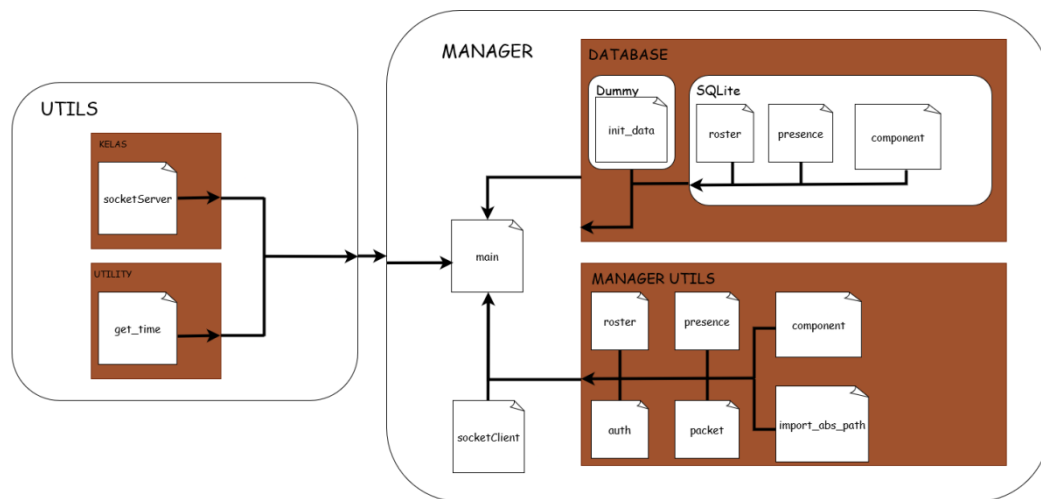 UTILS
KELAS
socketServer
UTILITY
get_time
MANAGER
main
socketClient
DATABASE
Dummy
init_data
SQLite
roster
presence
component
MANAGER UTILS
roster
presence
component
auth
packet
import_abs_path